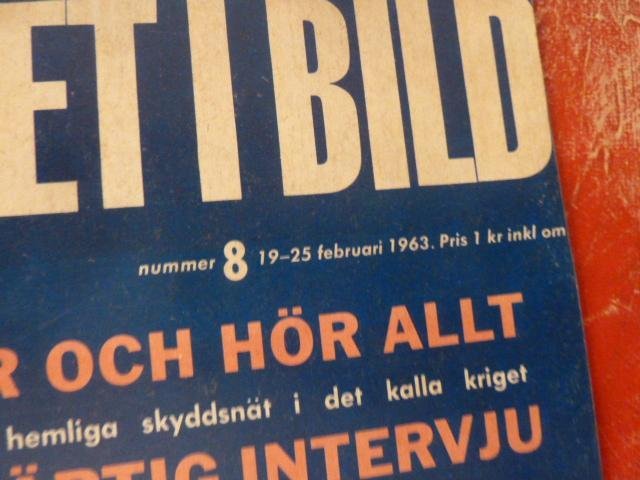 ET I BILD
nummer 8 19-25 februari 1963. Pris 1 kr inkl om
R OCH HÖR ALLT
hemliga skyddsnät i det kalla kriget
ÄRTIG INTERVJU